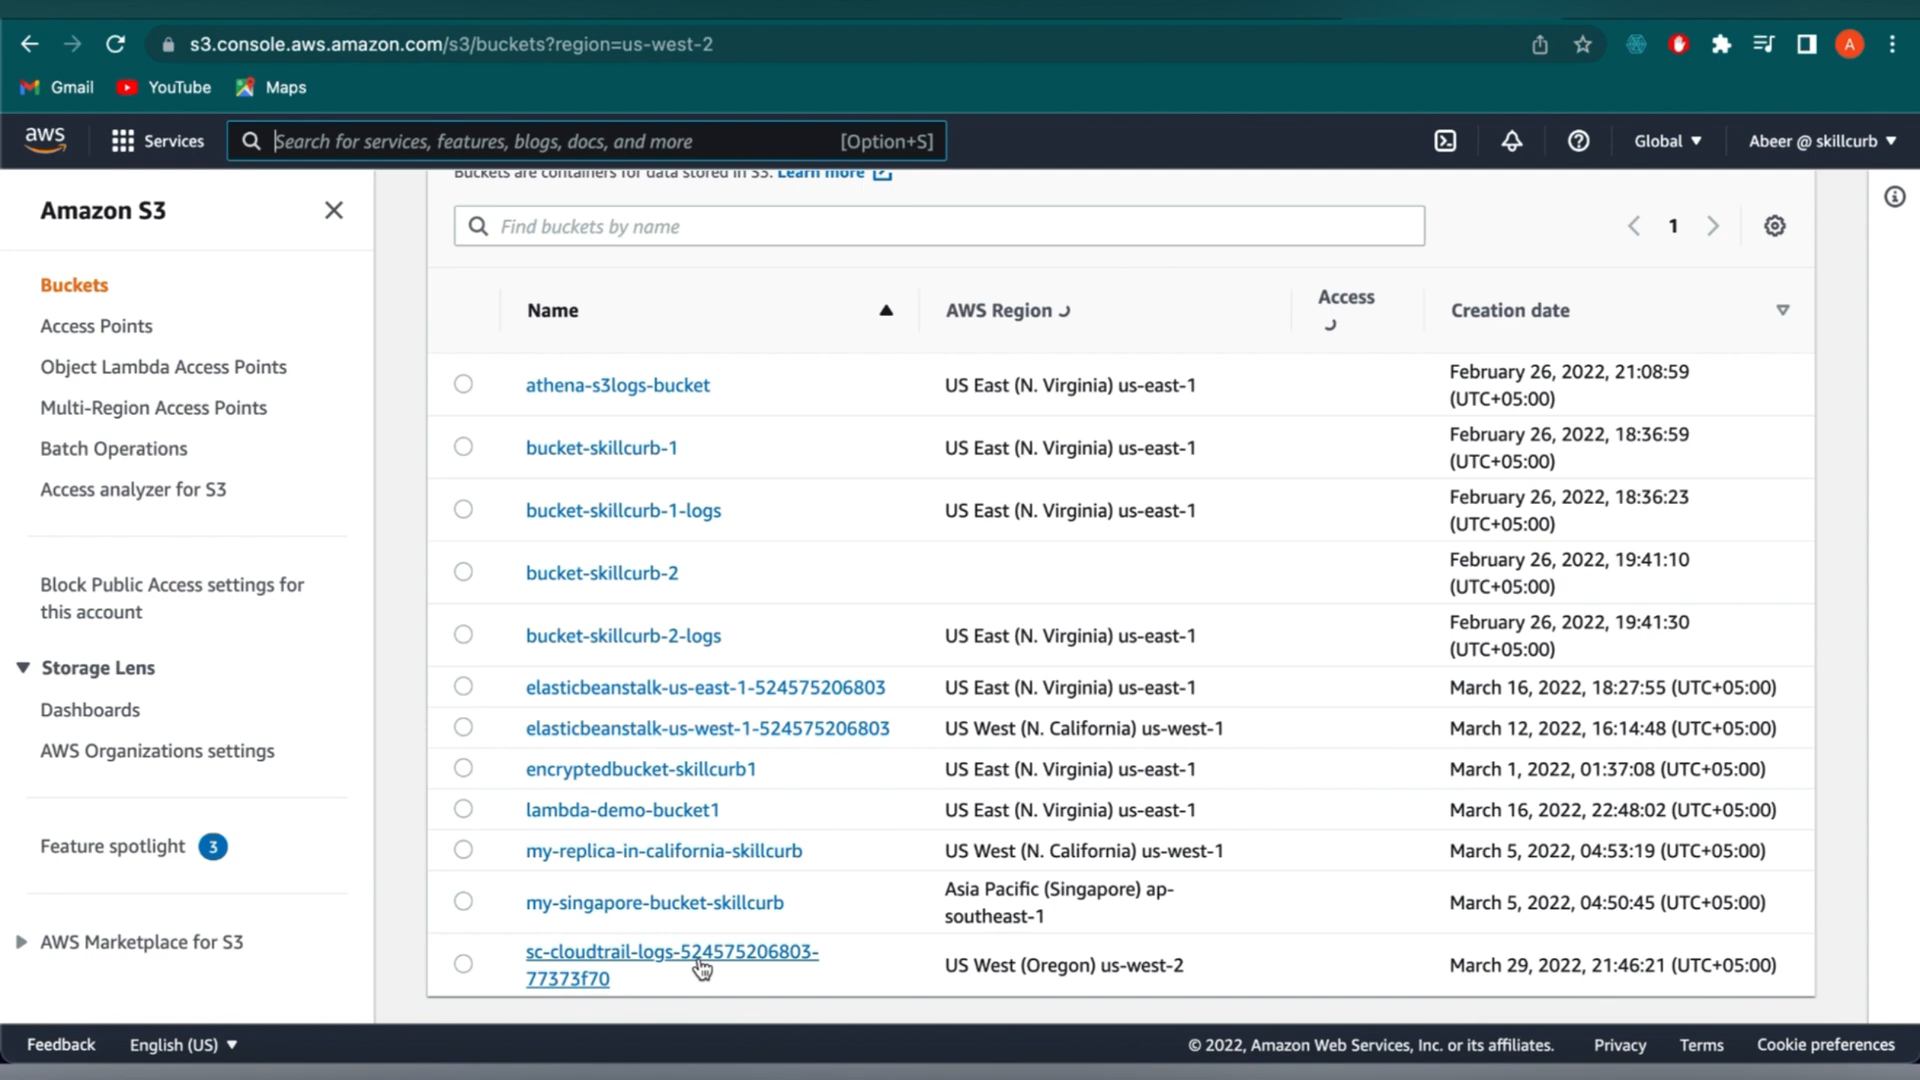 s3.console.aws.amazon.com/s3/buckets?region=us-west-2
A
Gmail YouTube Maps
aws Services Search for services, features, blogs, docs, and more [Option+S] Global Abeer @ skillcurb
Buckets are containers for data stored in S3. Learn more
Amazon S3
Find buckets by name
1
Buckets
Access Points
Object Lambda Access Points
Multi-Region Access Points
Batch Operations
Access analyzer for S3
Block Public Access settings for
this account
Storage Lens
Dashboards
AWS Organizations settings
Feature spotlight 3
AWS Marketplace for S3
Name AWS Region Access Creation date
athena-s3logs-bucket US East (N. Virginia) us-east-1 February 26, 2022, 21:08:59
(UTC+05:00)
bucket-skillcurb-1 US East (N. Virginia) us-east-1 February 26, 2022, 18:36:59
(UTC+05:00)
bucket-skillcurb-1-logs US East (N. Virginia) us-east-1 February 26, 2022, 18:36:23
(UTC+05:00)
bucket-skillcurb-2 February 26, 2022, 19:41:10
(UTC+05:00)
bucket-skillcurb-2-logs US East (N. Virginia) us-east-1 February 26, 2022, 19:41:30
(UTC+05:00)
elasticbeanstalk-us-east-1-524575206803 US East (N. Virginia) us-east-1 March 16, 2022, 18:27:55 (UTC+05:00)
elasticbeanstalk-us-west-1-524575206803 US West (N. California) us-west-1 March 12, 2022, 16:14:48 (UTC+05:00)
encryptedbucket-skillcurb1 US East (N. Virginia) us-east-1 March 1, 2022, 01:37:08 (UTC+05:00)
lambda-demo-bucket1 US East (N. Virginia) us-east-1 March 16, 2022, 22:48:02 (UTC+05:00)
my-replica-in-california-skillcurb US West (N. California) us-west-1 March 5, 2022, 04:53:19 (UTC+05:00)
my-singapore-bucket-skillcurb Asia Pacific (Singapore) ap- March 5, 2022, 04:50:45 (UTC+05:00)
southeast-1
sc-cloudtrail-logs-524575206803- US West (Oregon) us-west-2 March 29, 2022, 21:46:21 (UTC+05:00)
77373f70
Feedback English (US) © 2022, Amazon Web Services, Inc. or its affiliates. Privacy Terms Cookie preferences